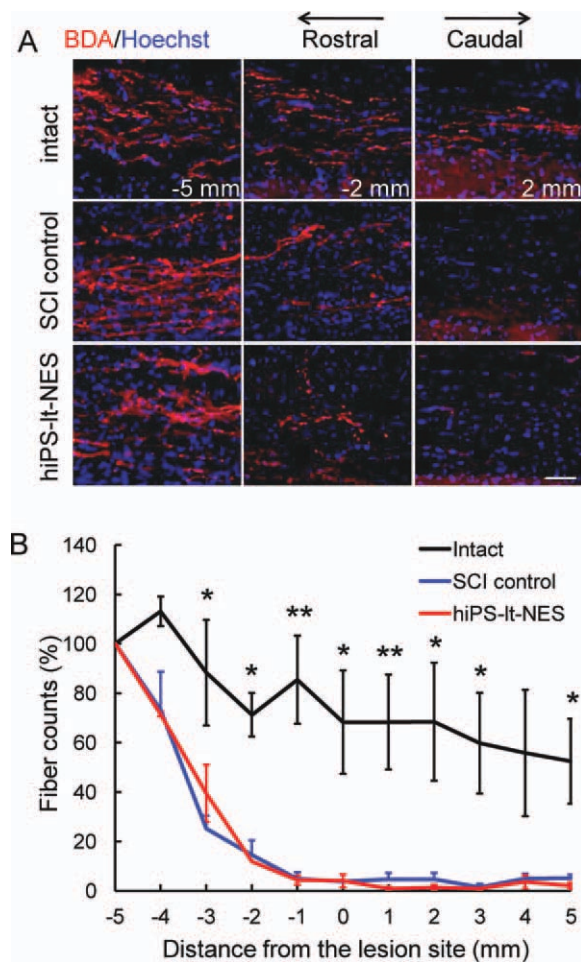 A
BDA/Hoechst
Rostral
Caudal
intact
-5 mm
-2 mm
2 mm
SCI control
hiPS-lt-NES
B
140
120
100
80
60
40
20
0
Fiber counts (%)
Intact
SCI control
hiPS-lt-NES
* * ** * ** * * *
-5 -4 -3 -2 -1 0 1 2 3 4 5
Distance from the lesion site (mm)